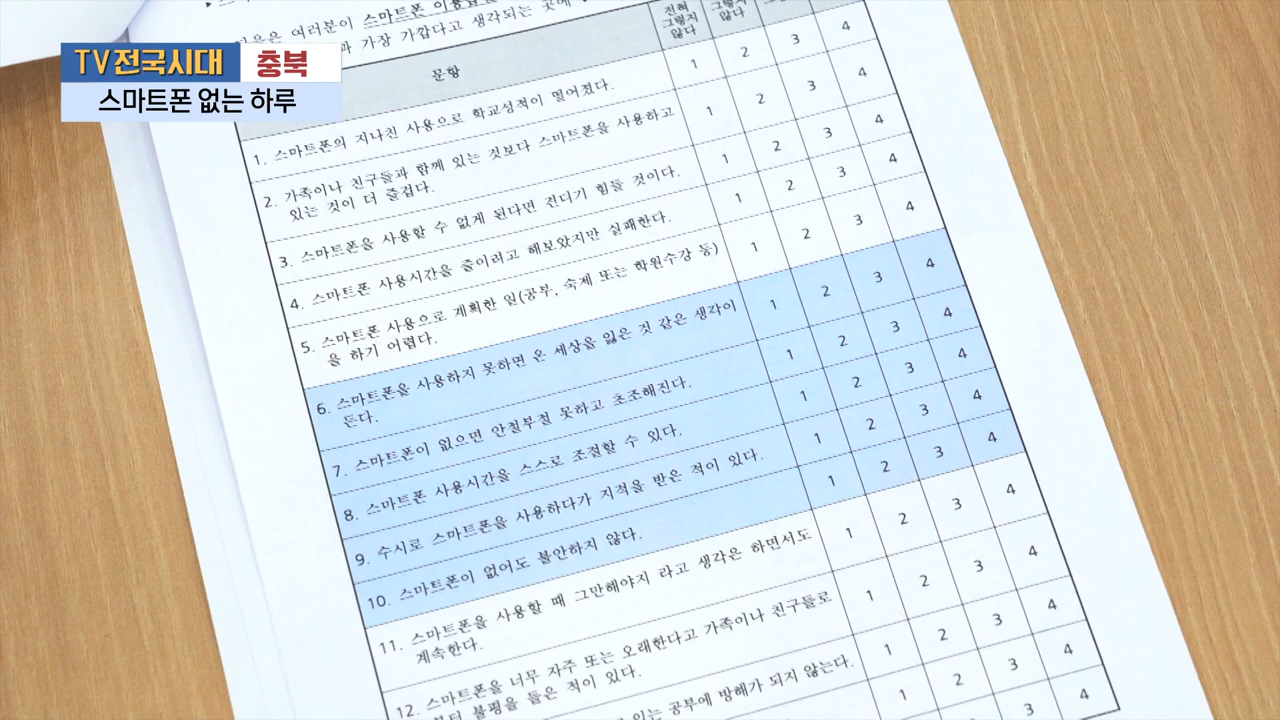 TV전국시대 충북
스마트폰 없는 하루
여러분이 스마트폰 이용습
과 가장 가깝다고 생각되는 곳에
문항
전혀
그렇지
않다
그렇지
않다
1. 스마트폰의 지나친 사용으로 학교성적이 떨어졌다. 1 2 3 4
2. 가족이나 친구들과 함께 있는 것보다 스마트폰을 사용하고 1 2 3 4
있는 것이 더 즐겁다.
3. 스마트폰을 사용할 수 없게 된다면 견디기 힘들 것이다. 1 2 3 4
4. 스마트폰 사용시간을 줄이려고 해보았지만 실패한다. 1 2 3 4
5. 스마트폰 사용으로 계획한 일(공부, 숙제 또는 학원수강 등) 1 2 3 4
을 하기 어렵다.
6. 스마트폰을 사용하지 못하면 온 세상을 잃은 것 같은 생각이 1 2 3 4
든다.
7. 스마트폰이 없으면 안절부절 못하고 초조해진다. 1 2 3 4
8. 스마트폰 사용시간을 스스로 조절할 수 있다. 1 2 3 4
9. 수시로 스마트폰을 사용하다가 지적을 받은 적이 있다. 1 2 3 4
10. 스마트폰이 없어도 불안하지 않다. 1 2 3 4
11. 스마트폰을 사용할 때 그만해야지 라고 생각은 하면서도 1 2 3 4
계속한다.
12. 스마트폰을 너무 자주 또는 오래한다고 가족이나 친구들로 1 2 3 4
부터 불평을 들은 적이 있다.
있는 공부에 방해가 되지 않는다. 1 2 3 4
1 2 3 4
3 4